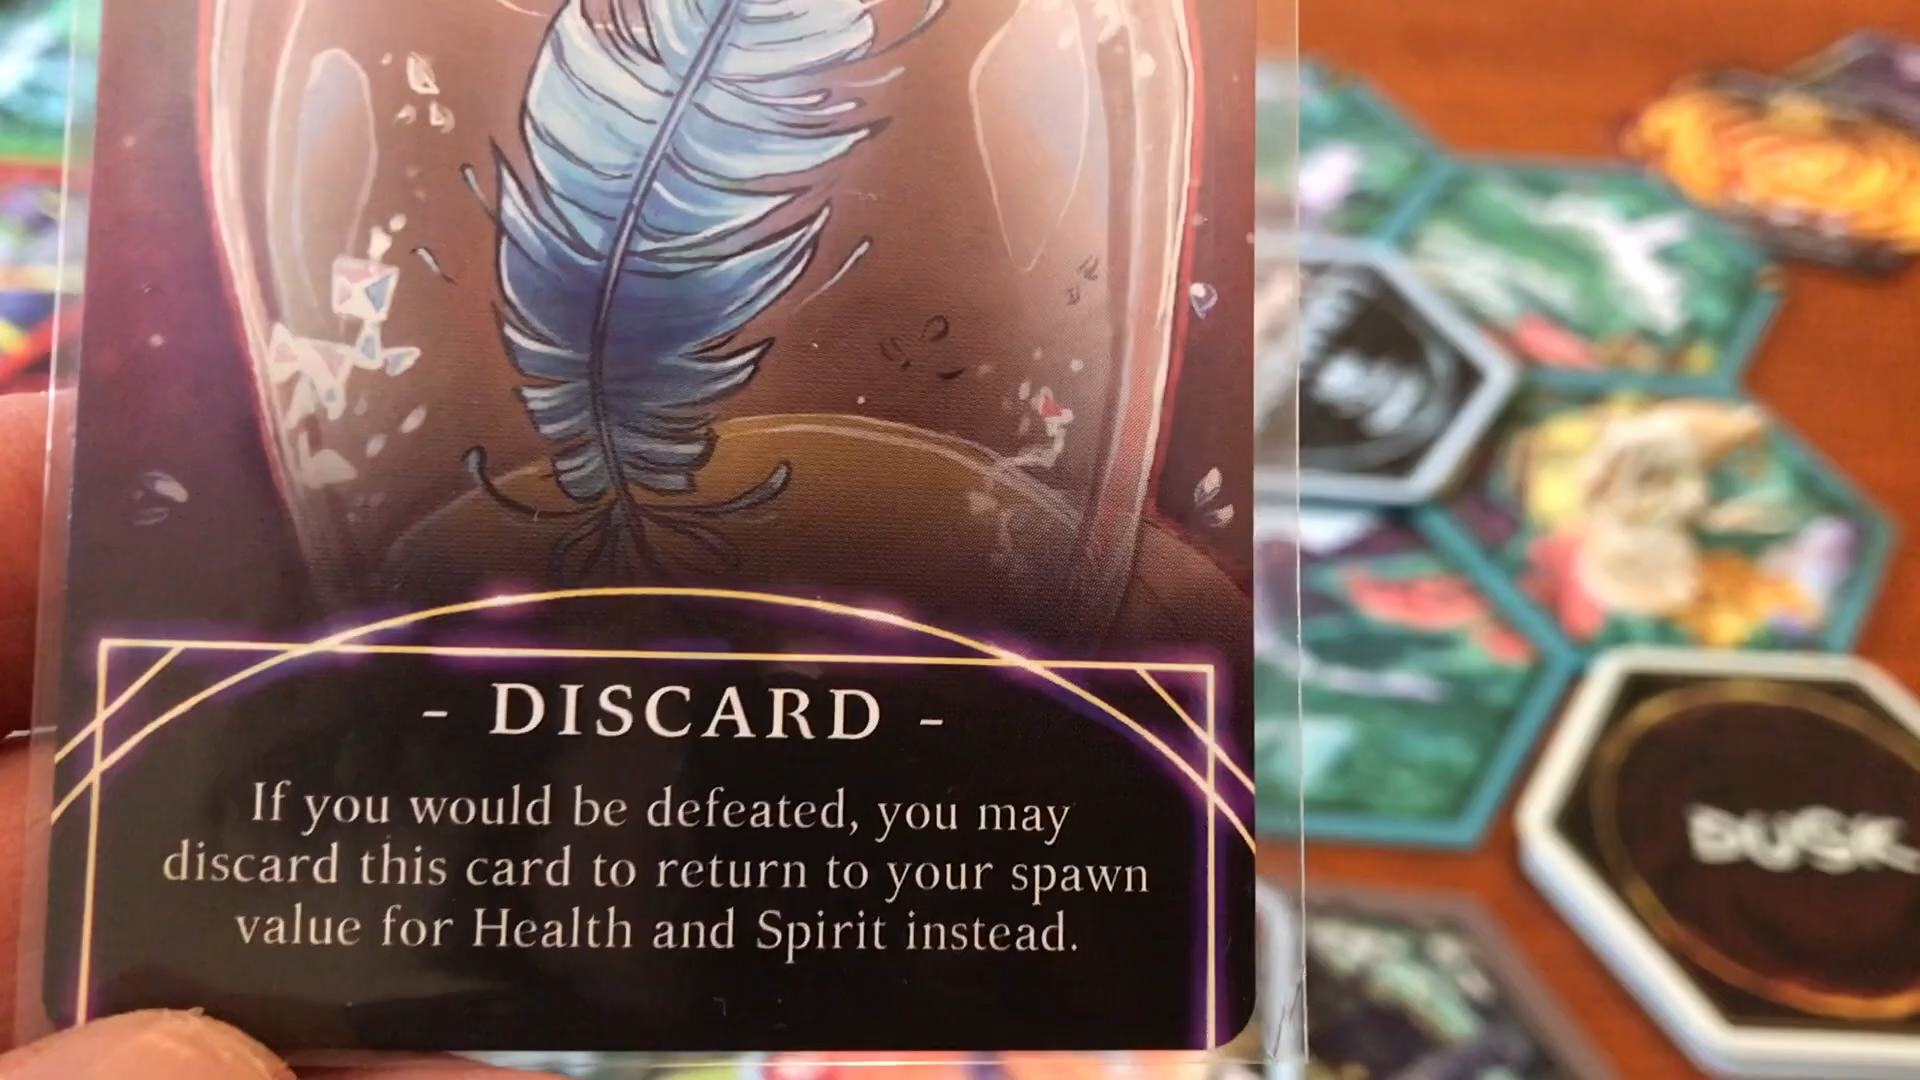 - DISCARD -
If you would be defeated, you may
discard this card to return to your spawn
value for Health and Spirit instead.
DUSK